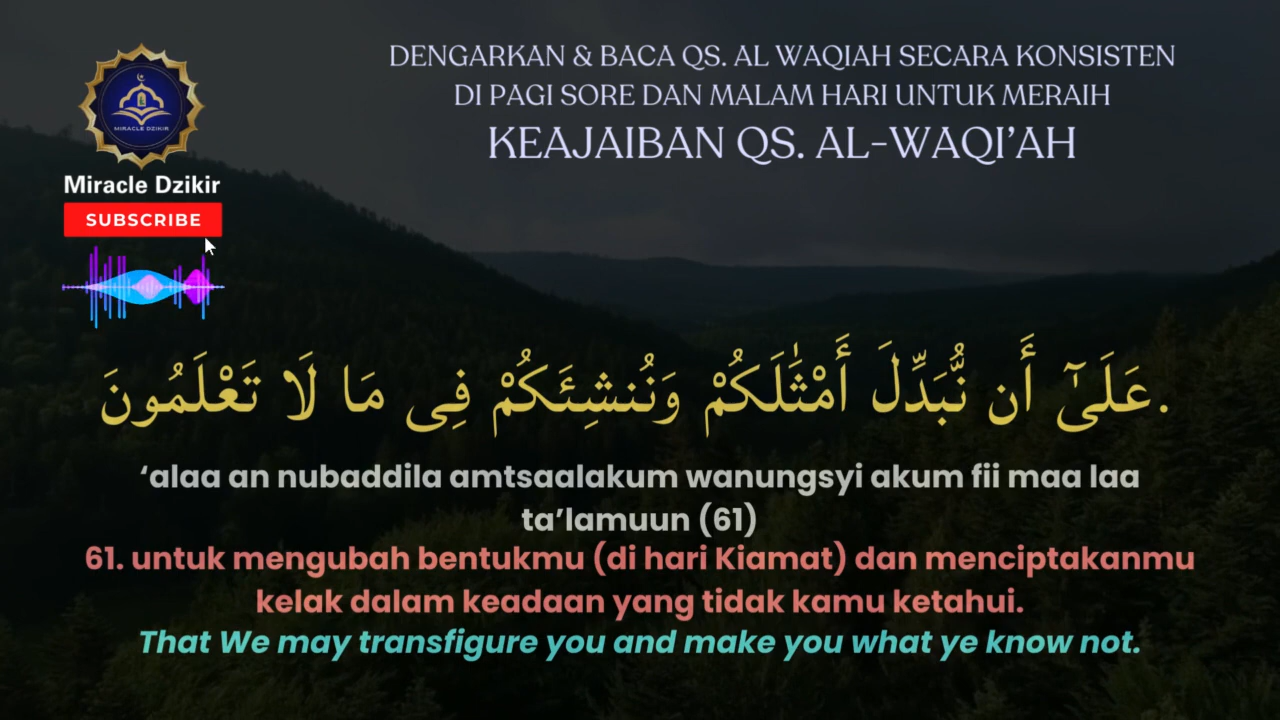 DENGARKAN & BACA QS. AL WAQIAH SECARA KONSISTEN
DI PAGI SORE DAN MALAM HARI UNTUK MERAIH
KEAJAIBAN QS. AL-WAQI’AH
MIRACLE DZIKIR
Miracle Dzikir
SUBSCRIBE
عَلَىٰٓ أَن نُّبَدِّلَ أَمْثَٰلَكُمْ وَنُنشِئَكُمْ فِى مَا لَا تَعْلَمُونَ.
‘alaa an nubaddila amtsaalakum wanungsyi akum fii maa laa
ta’lamuun (61)
61. untuk mengubah bentukmu (di hari Kiamat) dan menciptakanmu
kelak dalam keadaan yang tidak kamu ketahui.
That We may transfigure you and make you what ye know not.